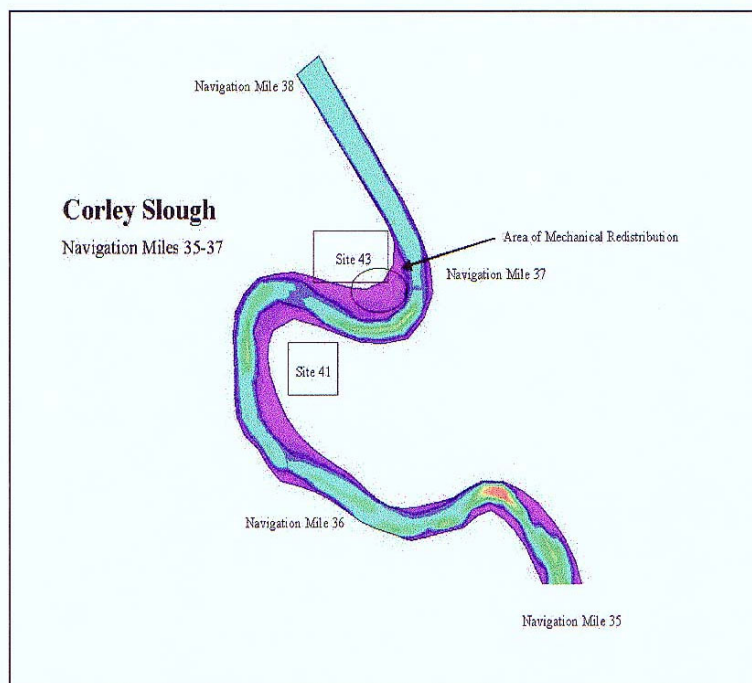 Navigation Mile 38
Corley Slough
Navigation Miles 35-37
Area of Mechanical Redistribution
Site 43
Navigation Mile 37
Site 41
Navigation Mile 36
Navigation Mile 35